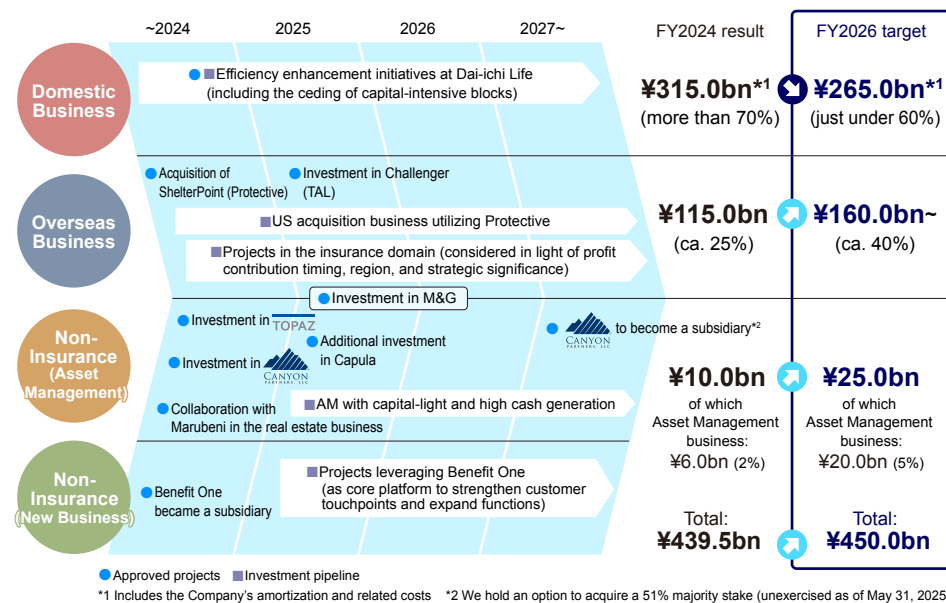 ~2024 2025 2026 2027~ FY2024 result FY2026 target
Domestic
Business
Efficiency enhancement initiatives at Dai-ichi Life
(including the ceding of capital-intensive blocks)
¥315.0bn*1
(more than 70%)
¥265.0bn*1
(just under 60%)
Overseas
Business
Acquisition of
ShelterPoint (Protective)
Investment in Challenger
(TAL)
US acquisition business utilizing Protective
Projects in the insurance domain (considered in light of profit
contribution timing, region, and strategic significance)
¥115.0bn
(ca. 25%)
¥160.0bn~
(ca. 40%)
Non-
Insurance
(Asset
Management)
Investment in M&G
Investment in TOPAZ
Additional investment
in Capula
CANYON
PARTNERS, LLC
to become a subsidiary*2
Investment in
CANYON
PARTNERS, LLC
AM with capital-light and high cash generation
Collaboration with
Marubeni in the real estate business
¥10.0bn
of which
Asset Management
business:
¥6.0bn (2%)
¥25.0bn
of which
Asset Management
business:
¥20.0bn (5%)
Non-
Insurance
(New Business)
Projects leveraging Benefit One
(as core platform to strengthen customer
touchpoints and expand functions)
Benefit One
became a subsidiary
Total:
¥439.5bn
Total:
¥450.0bn
Approved projects Investment pipeline
*1 Includes the Company's amortization and related costs *2 We hold an option to acquire a 51% majority stake (unexercised as of May 31, 2025